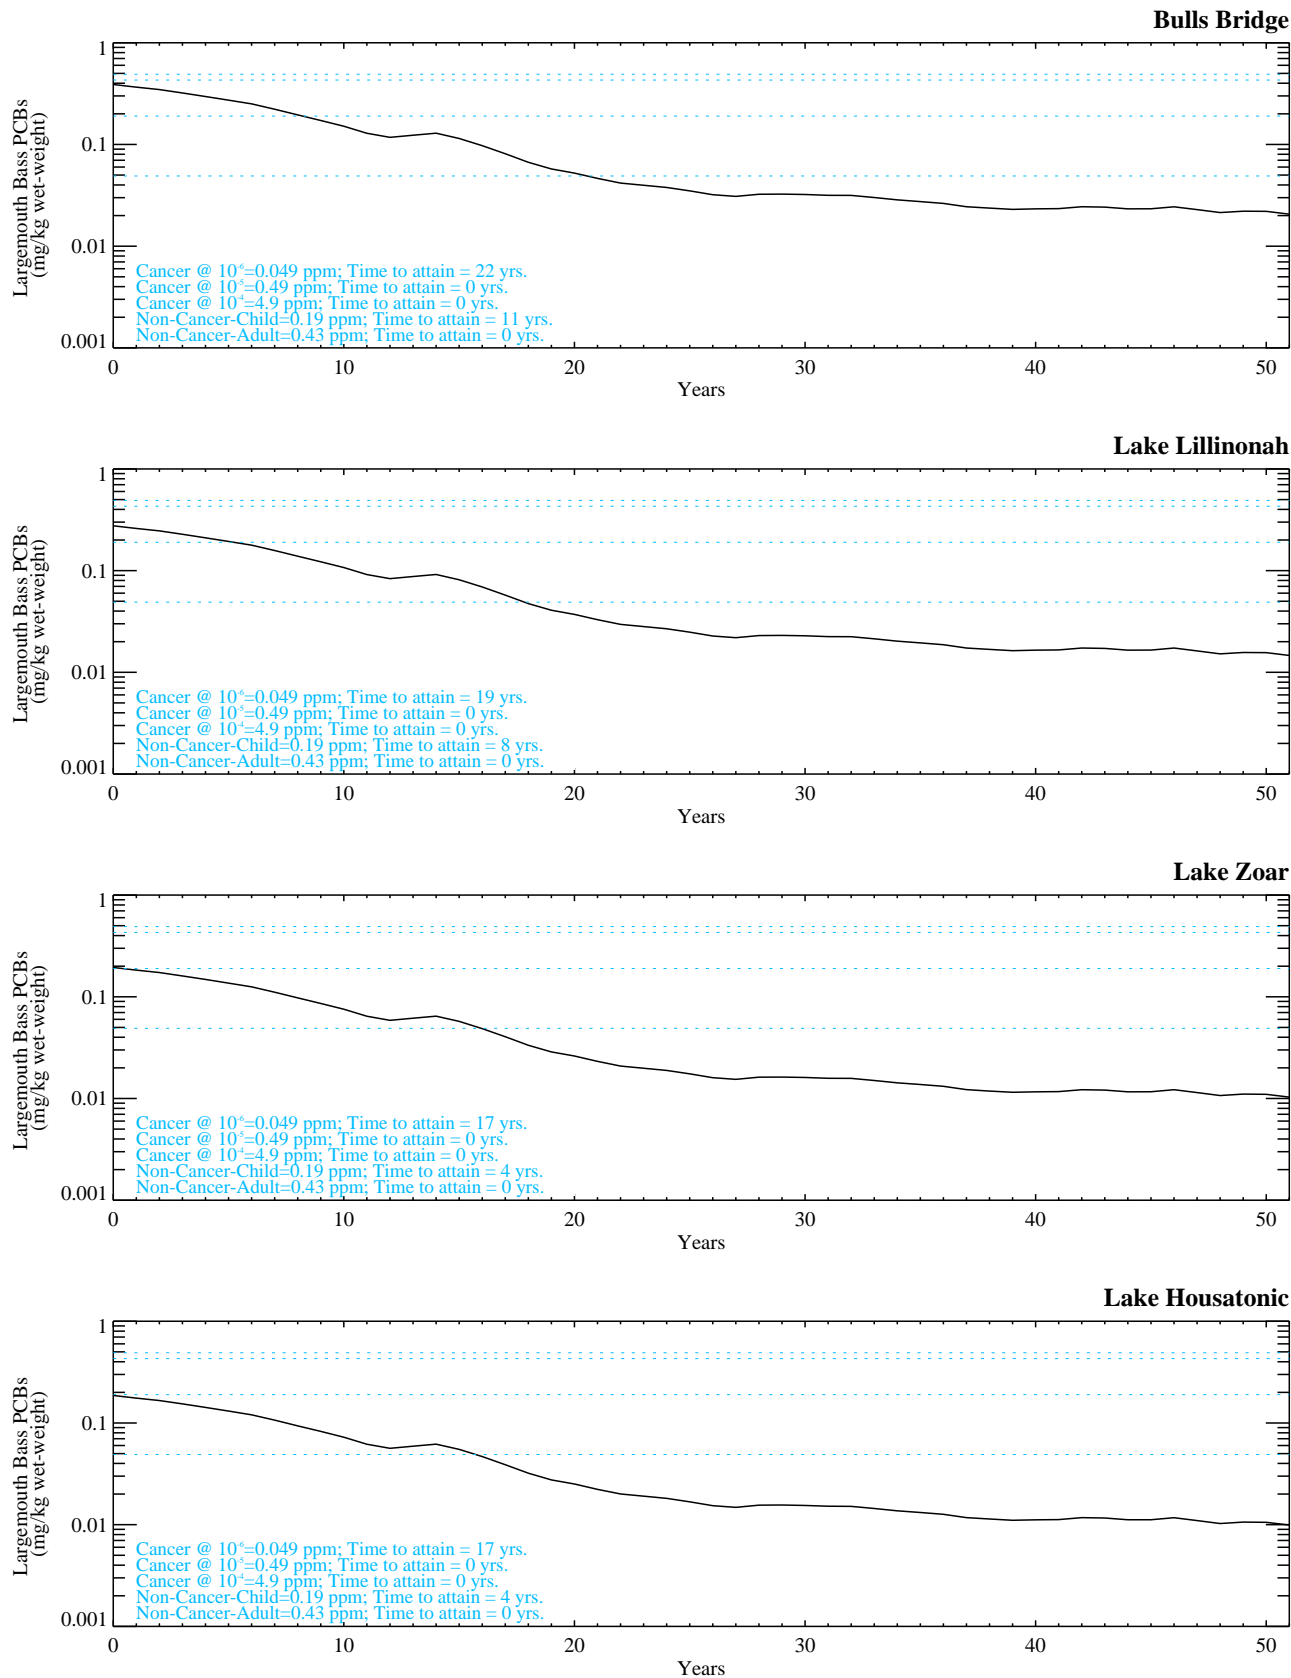 Bulls Bridge
Largemouth Bass PCBs
(mg/kg wet-weight)
1
0.1
0.01
0.001
Cancer @ 10⁻⁶=0.049 ppm; Time to attain = 22 yrs.
Cancer @ 10⁻⁵=0.49 ppm; Time to attain = 0 yrs.
Cancer @ 10⁻⁴=4.9 ppm; Time to attain = 0 yrs.
Non-Cancer-Child=0.19 ppm; Time to attain = 11 yrs.
Non-Cancer-Adult=0.43 ppm; Time to attain = 0 yrs.
0 10 20 30 40 50
Years
Lake Lillinonah
Largemouth Bass PCBs
(mg/kg wet-weight)
1
0.1
0.01
0.001
Cancer @ 10⁻⁶=0.049 ppm; Time to attain = 19 yrs.
Cancer @ 10⁻⁵=0.49 ppm; Time to attain = 0 yrs.
Cancer @ 10⁻⁴=4.9 ppm; Time to attain = 0 yrs.
Non-Cancer-Child=0.19 ppm; Time to attain = 8 yrs.
Non-Cancer-Adult=0.43 ppm; Time to attain = 0 yrs.
0 10 20 30 40 50
Years
Lake Zoar
Largemouth Bass PCBs
(mg/kg wet-weight)
1
0.1
0.01
0.001
Cancer @ 10⁻⁶=0.049 ppm; Time to attain = 17 yrs.
Cancer @ 10⁻⁵=0.49 ppm; Time to attain = 0 yrs.
Cancer @ 10⁻⁴=4.9 ppm; Time to attain = 0 yrs.
Non-Cancer-Child=0.19 ppm; Time to attain = 4 yrs.
Non-Cancer-Adult=0.43 ppm; Time to attain = 0 yrs.
0 10 20 30 40 50
Years
Lake Housatonic
Largemouth Bass PCBs
(mg/kg wet-weight)
1
0.1
0.01
0.001
Cancer @ 10⁻⁶=0.049 ppm; Time to attain = 17 yrs.
Cancer @ 10⁻⁵=0.49 ppm; Time to attain = 0 yrs.
Cancer @ 10⁻⁴=4.9 ppm; Time to attain = 0 yrs.
Non-Cancer-Child=0.19 ppm; Time to attain = 4 yrs.
Non-Cancer-Adult=0.43 ppm; Time to attain = 0 yrs.
0 10 20 30 40 50
Years